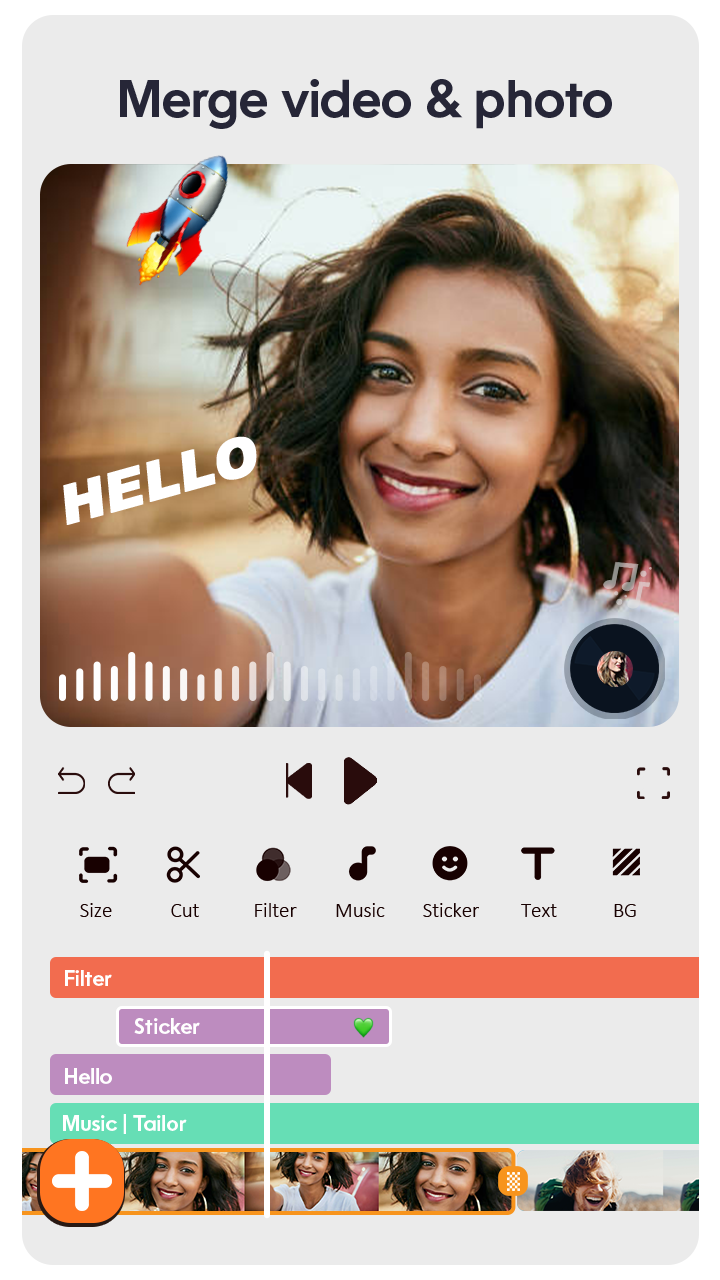 Merge video & photo
HELLO
Size Cut Filter Music Sticker Text BG
Filter
Sticker
Hello
Music | Tailor